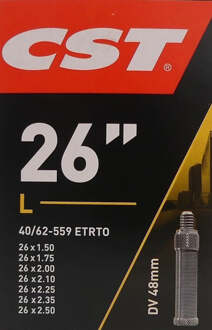 CST®
26”
L
40/62-559 ETRTO
26 x 1.50
26 x 1.75
26 x 2.00
26 x 2.10
26 x 2.25
26 x 2.35
26 x 2.50
DV 48mm